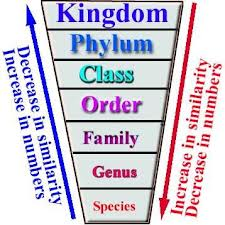 Kingdom
Phylum
Class
Order
Family
Genus
Species
Decrease in similarity
Increase in numbers
Increase in similarity
Decrease in numbers